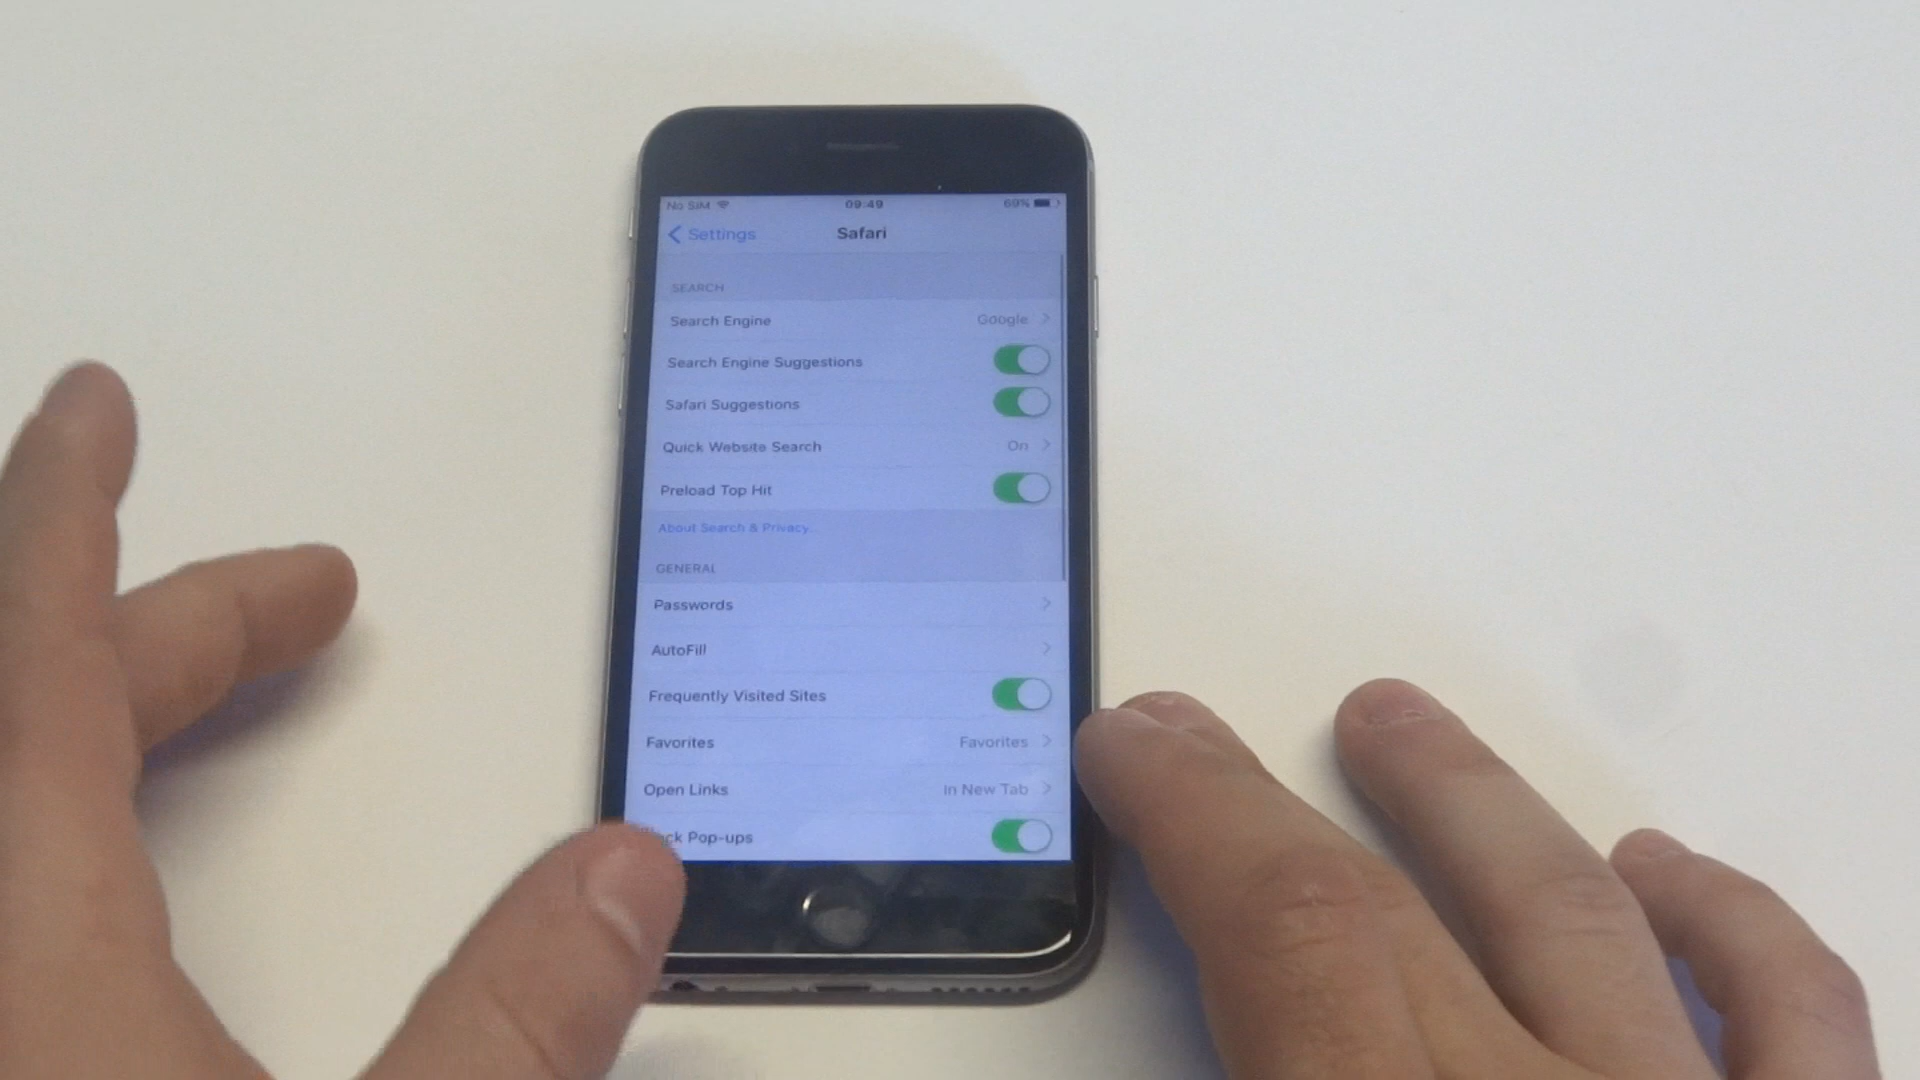 No SIM 09:49 69%
Settings Safari
SEARCH
Search Engine Google
Search Engine Suggestions
Safari Suggestions
Quick Website Search On
Preload Top Hit
About Search & Privacy...
GENERAL
Passwords
AutoFill
Frequently Visited Sites
Favorites Favorites
Open Links In New Tab
ck Pop-ups